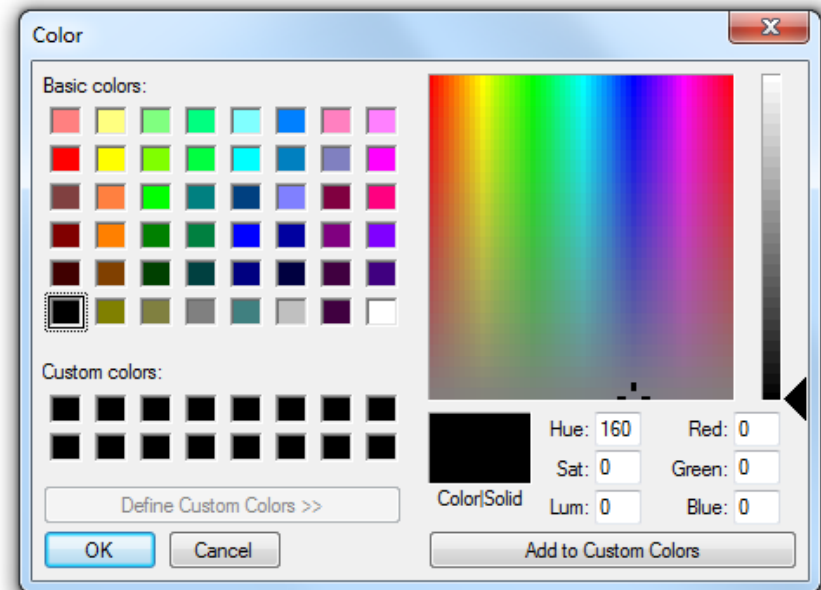 Color
Basic colors:
Custom colors:
Define Custom Colors >>
OK
Cancel
Color|Solid
Hue: 160
Sat: 0
Lum: 0
Red: 0
Green: 0
Blue: 0
Add to Custom Colors